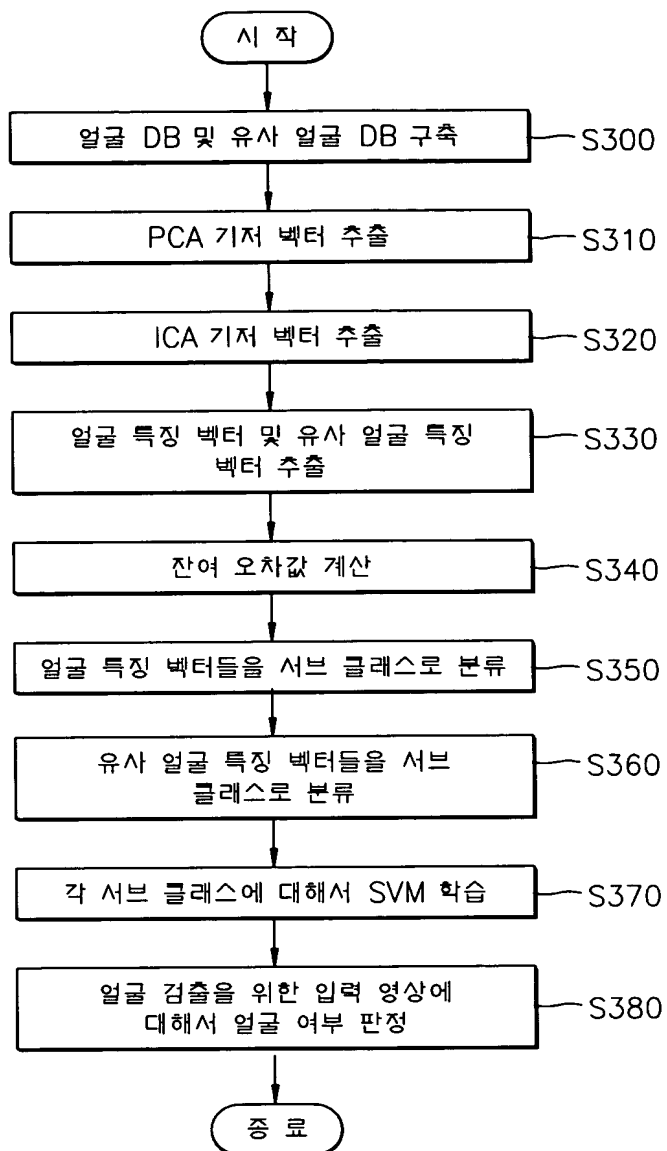 시 작
얼굴 DB 및 유사 얼굴 DB 구축
S300
PCA 기저 벡터 추출
S310
ICA 기저 벡터 추출
S320
얼굴 특징 벡터 및 유사 얼굴 특징
벡터 추출
S330
잔여 오차값 계산
S340
얼굴 특징 벡터들을 서브 클래스로 분류
S350
유사 얼굴 특징 벡터들을 서브
클래스로 분류
S360
각 서브 클래스에 대해서 SVM 학습
S370
얼굴 검출을 위한 입력 영상에
대해서 얼굴 여부 판정
S380
종 료